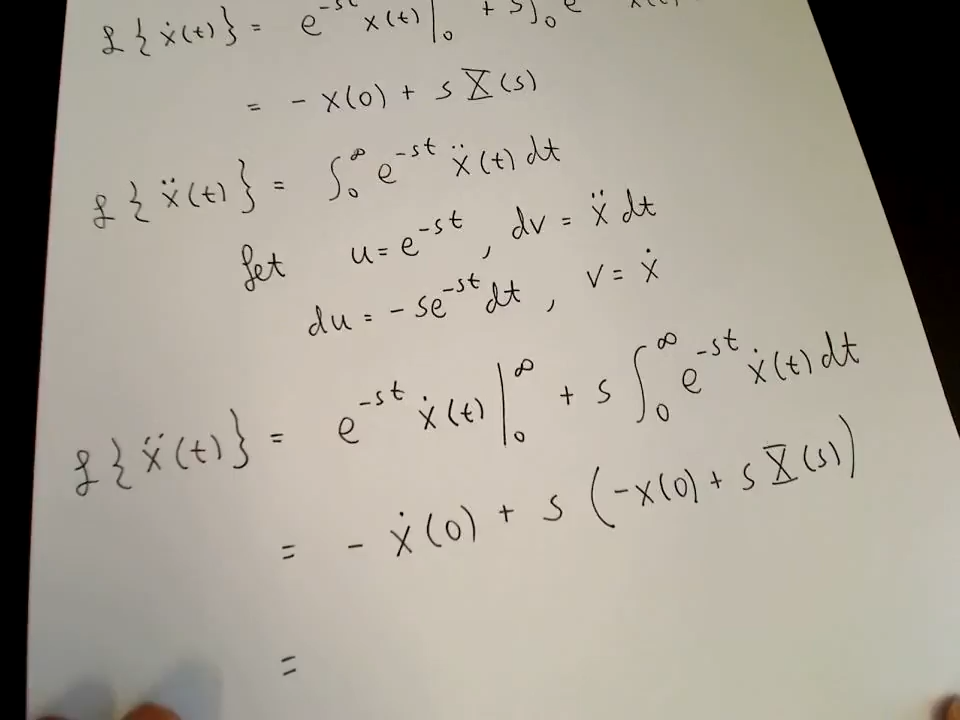 ℒ{ẋ(t)} = e^{-st} x(t)|_0 + s∫_0 e
= - x(0) + s X(s)
ℒ{ẍ(t)} = ∫_0^∞ e^{-st} ẍ(t) dt
Let u = e^{-st}, dv = ẍ dt
du = - se^{-st} dt, v = ẋ
ℒ{ẍ(t)} = e^{-st} ẋ(t)|_0^∞ + s ∫_0^∞ e^{-st} ẋ(t) dt
= - ẋ(0) + s (-x(0) + s X(s))
=